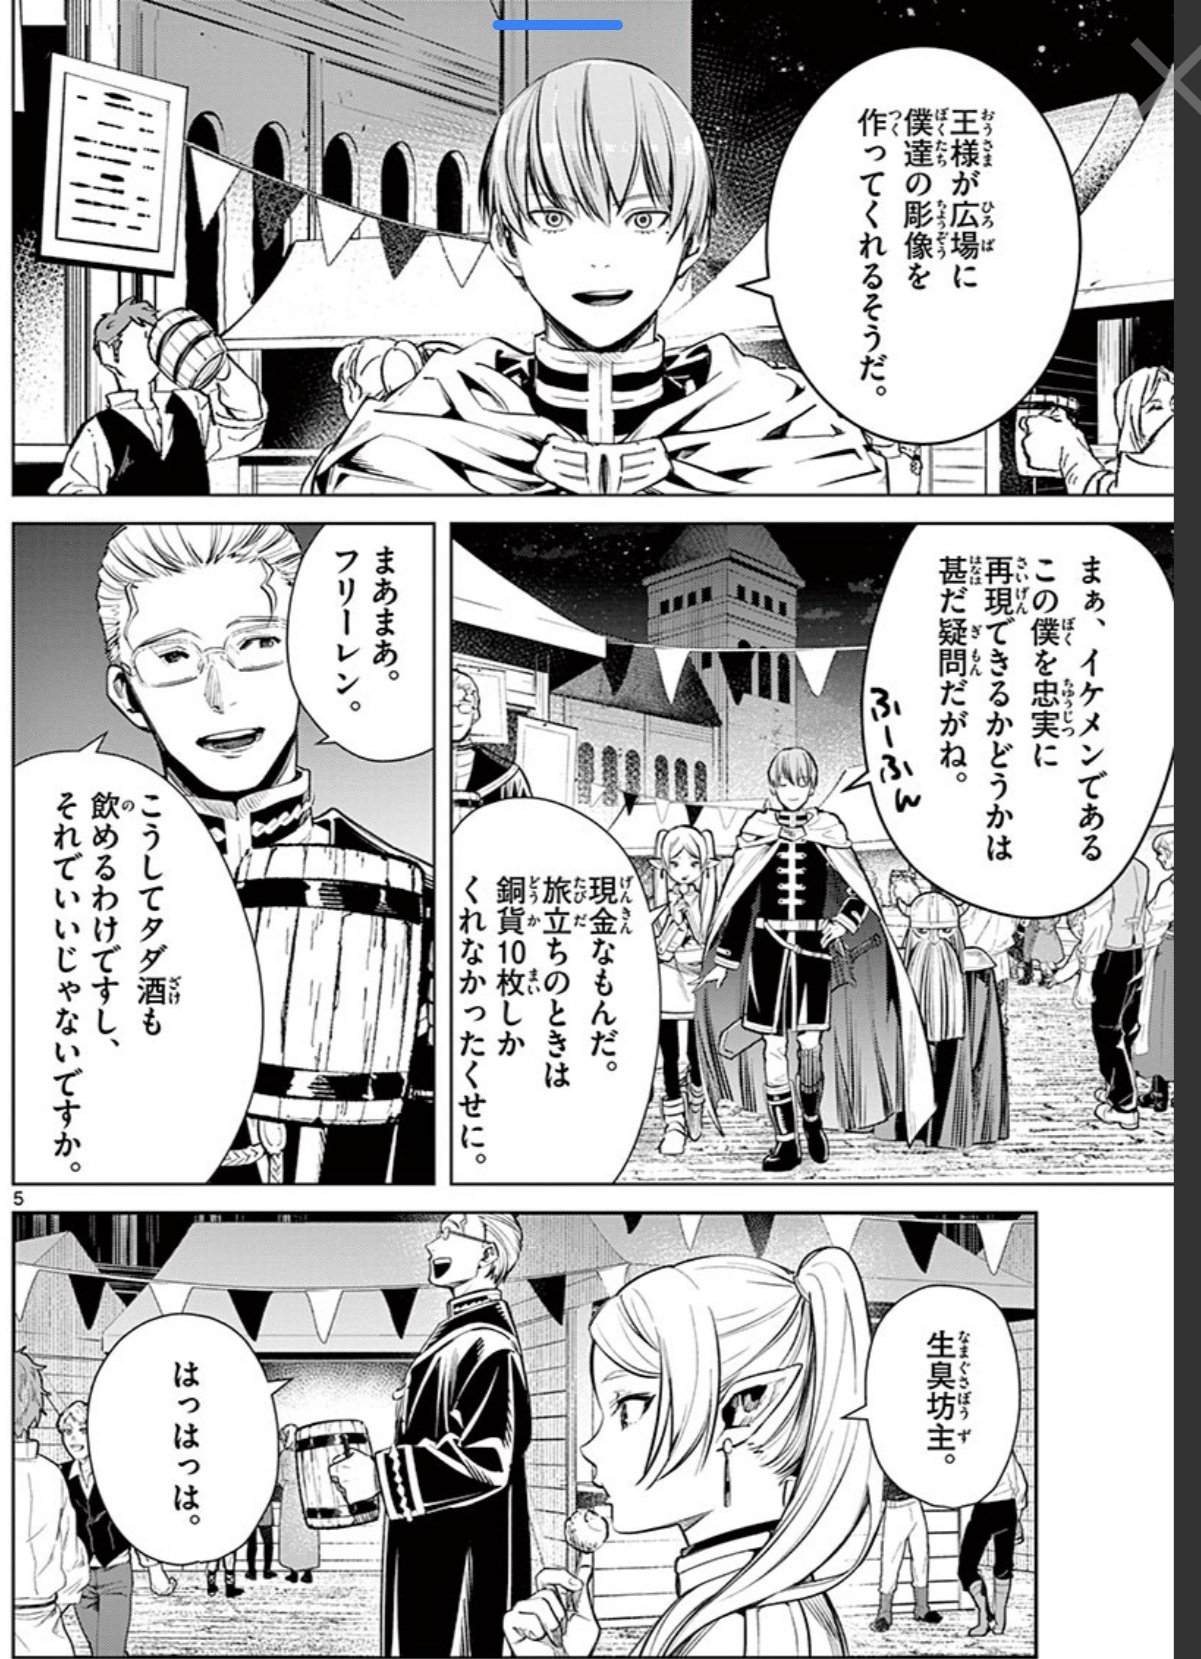 王様が広場に
僕達の彫像を
作ってくれるそうだ。
まぁ、イケメンである
この僕を忠実に
再現できるかどうかは
甚だ疑問だがね。
ふーふん
現金なもんだ。
旅立ちのときは
銅貨10枚しか
くれなかったくせに。
まあまあ。
フリーレン。
こうしてタダ酒も
飲めるわけですし、
それでいいじゃないですか。
5
生臭坊主。
はっはっは。